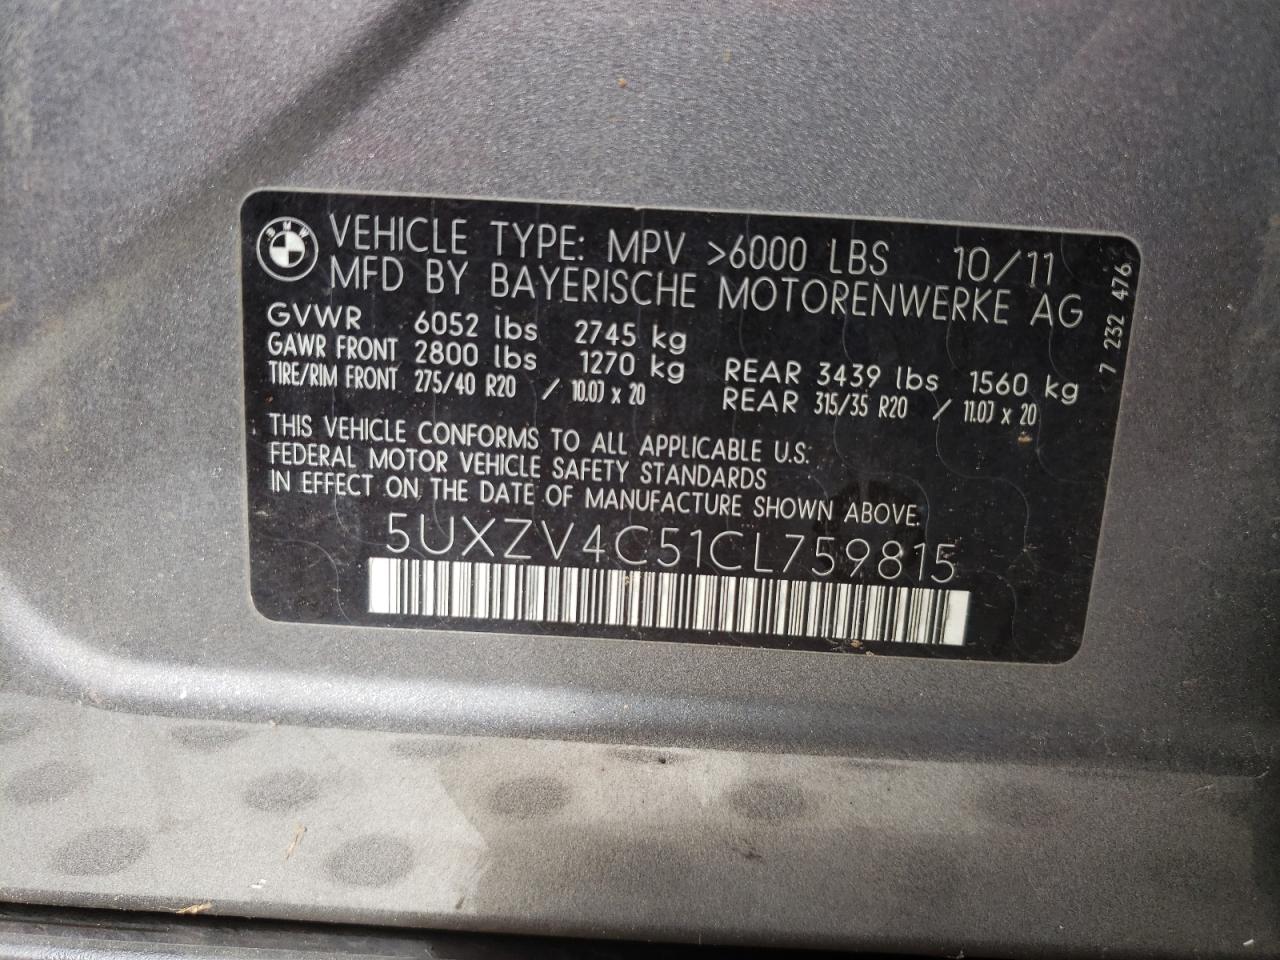 BMW
VEHICLE TYPE: MPV >6000 LBS 10/11
MFD BY BAYERISCHE MOTORENWERKE AG
GVWR 6052 lbs 2745 kg
GAWR FRONT 2800 lbs 1270 kg REAR 3439 lbs 1560 kg
TIRE/RIM FRONT 275/40 R20 / 10.0J x 20 REAR 315/35 R20 / 11.0J x 20
THIS VEHICLE CONFORMS TO ALL APPLICABLE U.S.
FEDERAL MOTOR VEHICLE SAFETY STANDARDS
IN EFFECT ON THE DATE OF MANUFACTURE SHOWN ABOVE.
5UXZV4C51CL759815
7 232 476